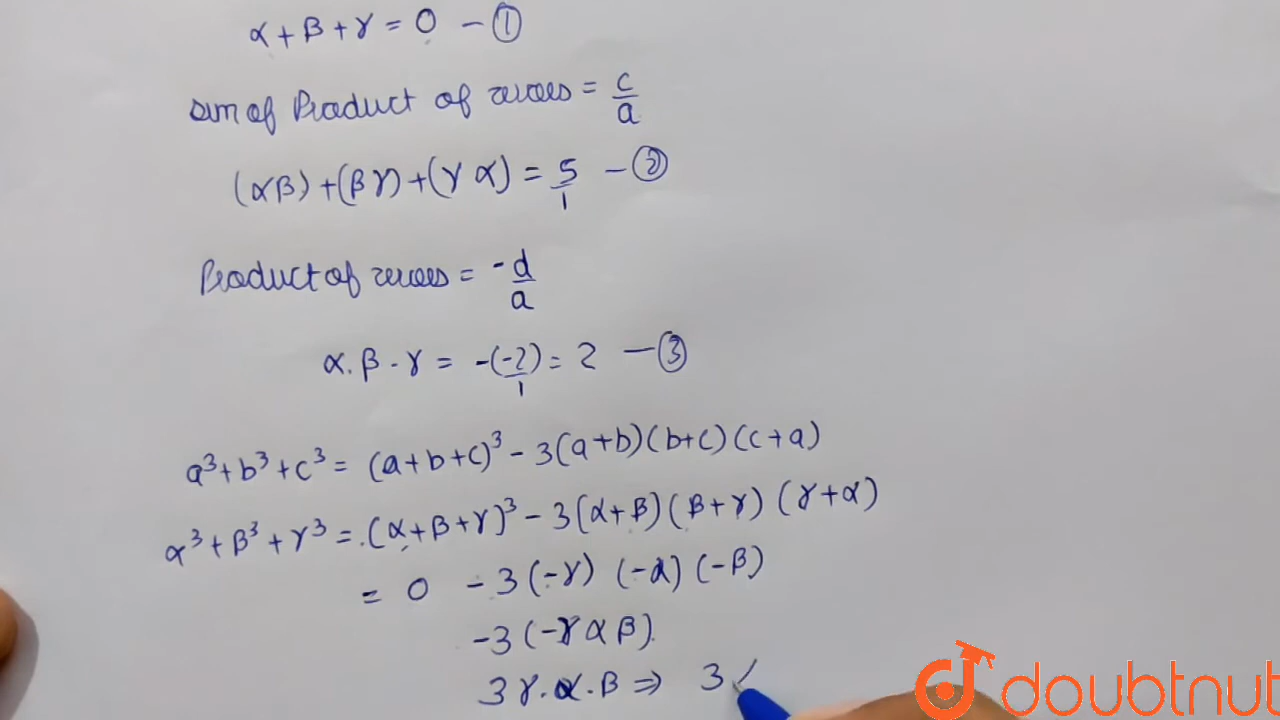 α + β + γ = 0 – ①
sum of Product of zeroes = c/a
(αβ) + (βγ) + (γ α) = 5/1 – ②
Product of zeroes = -d/a
α . β - γ = -(-2)/1 = 2 — ③
a³ + b³ + c³ = (a+b+c)³ - 3(a+b)(b+c)(c+a)
α³ + β³ + γ³ = (α+β+γ)³ - 3(α+β)(β+γ)(γ+α)
= 0 - 3(-γ)(-α)(-β)
-3(-γαβ)
3γ.α.β ⇒ 3
doubtnut